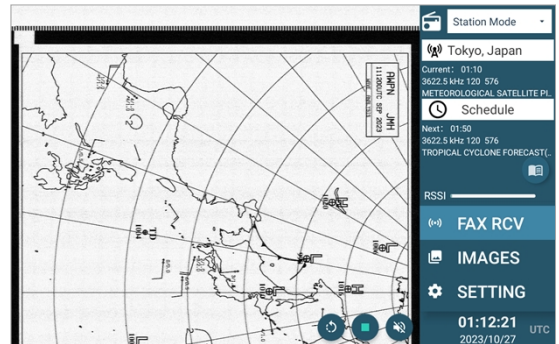 Station Mode
Tokyo, Japan
Current: 01:10
3622.5 kHz 120 576
METEOROLOGICAL SATELLITE PI..
Schedule
Next: 01:50
3622.5 kHz 120 576
TROPICAL CYCLONE FORECAST(..
RSSI
FAX RCV
IMAGES
SETTING
01:12:21 UTC
2023/10/27
AWPN JMH
111200UTC SEP 2023
TD
H
L
L
L
H
H
L